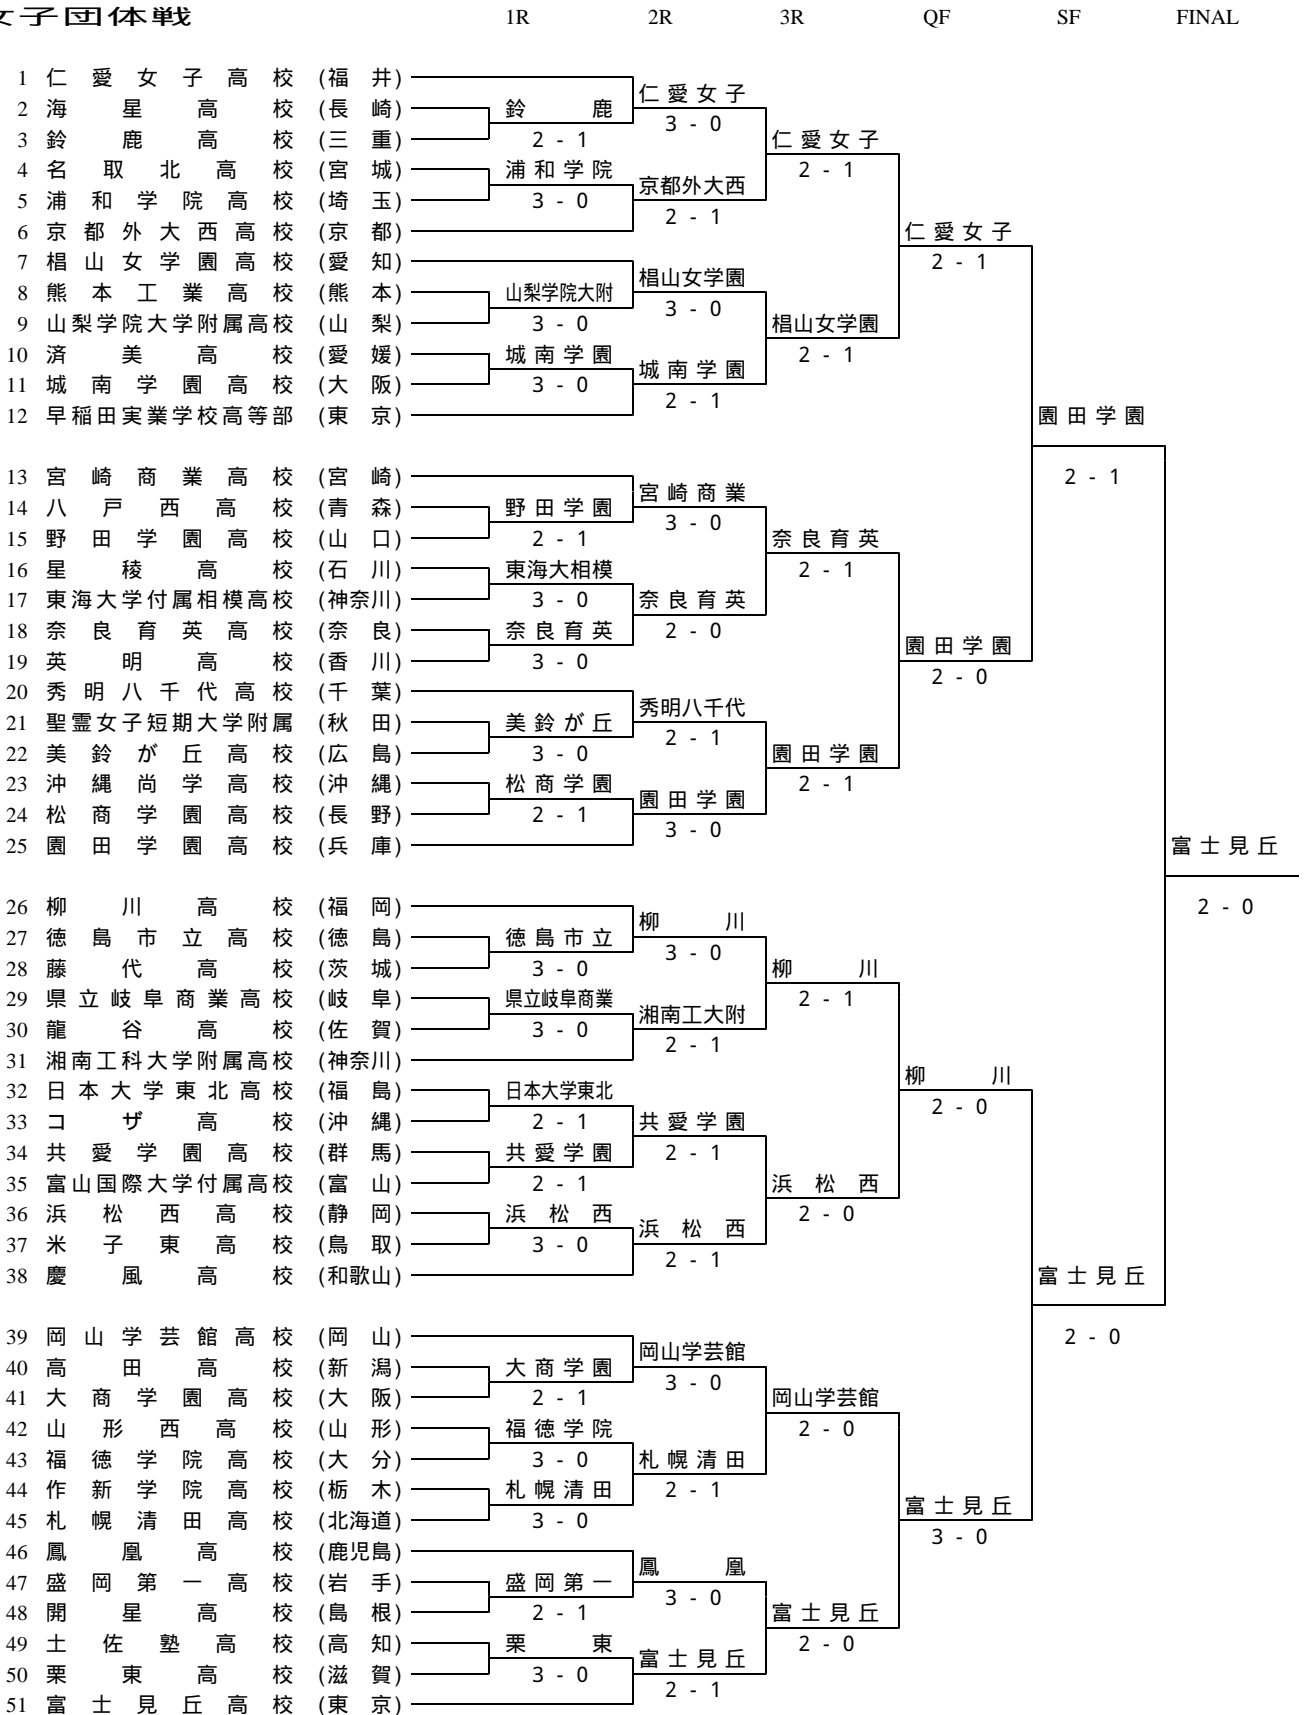 女子団体戦 1R 2R 3R QF SF FINAL
1 仁愛女子高校 (福井)
仁愛女子
2 海星高校 (長崎) 鈴鹿
3 - 0
3 鈴鹿高校 (三重) 2 - 1 仁愛女子
4 名取北高校 (宮城) 浦和学院 2 - 1
京都外大西
5 浦和学院高校 (埼玉) 3 - 0
2 - 1
6 京都外大西高校 (京都) 仁愛女子
7 椙山女学園高校 (愛知) 2 - 1
椙山女学園
8 熊本工業高校 (熊本) 山梨学院大附
3 - 0
9 山梨学院大学附属高校 (山梨) 3 - 0 椙山女学園
10 済美高校 (愛媛) 城南学園 2 - 1
城南学園
11 城南学園高校 (大阪) 3 - 0
2 - 1
12 早稲田実業学校高等部 (東京) 園田学園
13 宮崎商業高校 (宮崎) 2 - 1
宮崎商業
14 八戸西高校 (青森) 野田学園
3 - 0
15 野田学園高校 (山口) 2 - 1 奈良育英
16 星稜高校 (石川) 東海大相模 2 - 1
17 東海大学付属相模高校 (神奈川) 3 - 0 奈良育英
18 奈良育英高校 (奈良) 奈良育英 2 - 0
園田学園
19 英明高校 (香川) 3 - 0
2 - 0
20 秀明八千代高校 (千葉)
秀明八千代
21 聖霊女子短期大学附属 (秋田) 美鈴が丘
2 - 1
22 美鈴が丘高校 (広島) 3 - 0 園田学園
23 沖縄尚学高校 (沖縄) 松商学園 2 - 1
園田学園
24 松商学園高校 (長野) 2 - 1
3 - 0
25 園田学園高校 (兵庫) 富士見丘
26 柳川高校 (福岡) 2 - 0
柳川
27 徳島市立高校 (徳島) 徳島市立
3 - 0
28 藤代高校 (茨城) 3 - 0 柳川
29 県立岐阜商業高校 (岐阜) 県立岐阜商業 2 - 1
湘南工大附
30 龍谷高校 (佐賀) 3 - 0
2 - 1
31 湘南工科大学附属高校 (神奈川)
柳川
32 日本大学東北高校 (福島) 日本大学東北
2 - 0
33 コザ高校 (沖縄) 2 - 1 共愛学園
34 共愛学園高校 (群馬) 共愛学園 2 - 1
35 富山国際大学付属高校 (富山) 2 - 1 浜松西
36 浜松西高校 (静岡) 浜松西 2 - 0
浜松西
37 米子東高校 (鳥取) 3 - 0
2 - 1
38 慶風高校 (和歌山) 富士見丘
39 岡山学芸館高校 (岡山) 2 - 0
岡山学芸館
40 高田高校 (新潟) 大商学園
3 - 0
41 大商学園高校 (大阪) 2 - 1 岡山学芸館
42 山形西高校 (山形) 福徳学院 2 - 0
43 福徳学院高校 (大分) 3 - 0 札幌清田
44 作新学院高校 (栃木) 札幌清田 2 - 1
富士見丘
45 札幌清田高校 (北海道) 3 - 0
3 - 0
46 鳳凰高校 (鹿児島)
鳳凰
47 盛岡第一高校 (岩手) 盛岡第一
3 - 0
48 開星高校 (島根) 2 - 1 富士見丘
49 土佐塾高校 (高知) 栗東 2 - 0
富士見丘
50 栗東高校 (滋賀) 3 - 0
2 - 1
51 富士見丘高校 (東京)